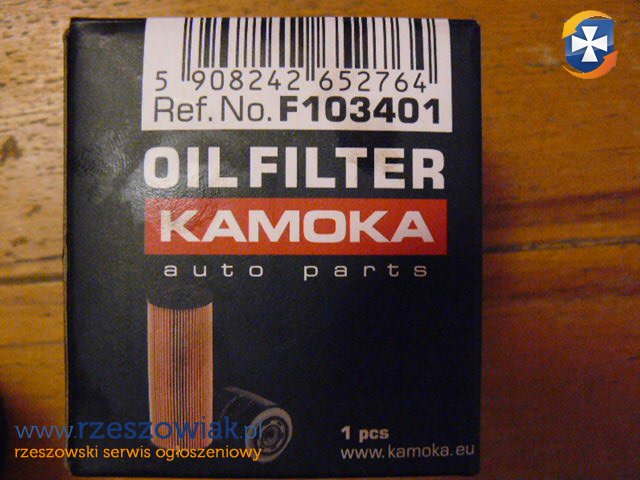 5 908242 652764
Ref. No. F103401
OIL FILTER
KAMOKA
auto parts
1 pcs
www.kamoka.eu
www.rzeszowiak.pl
rzeszowski serwis ogłoszeniowy